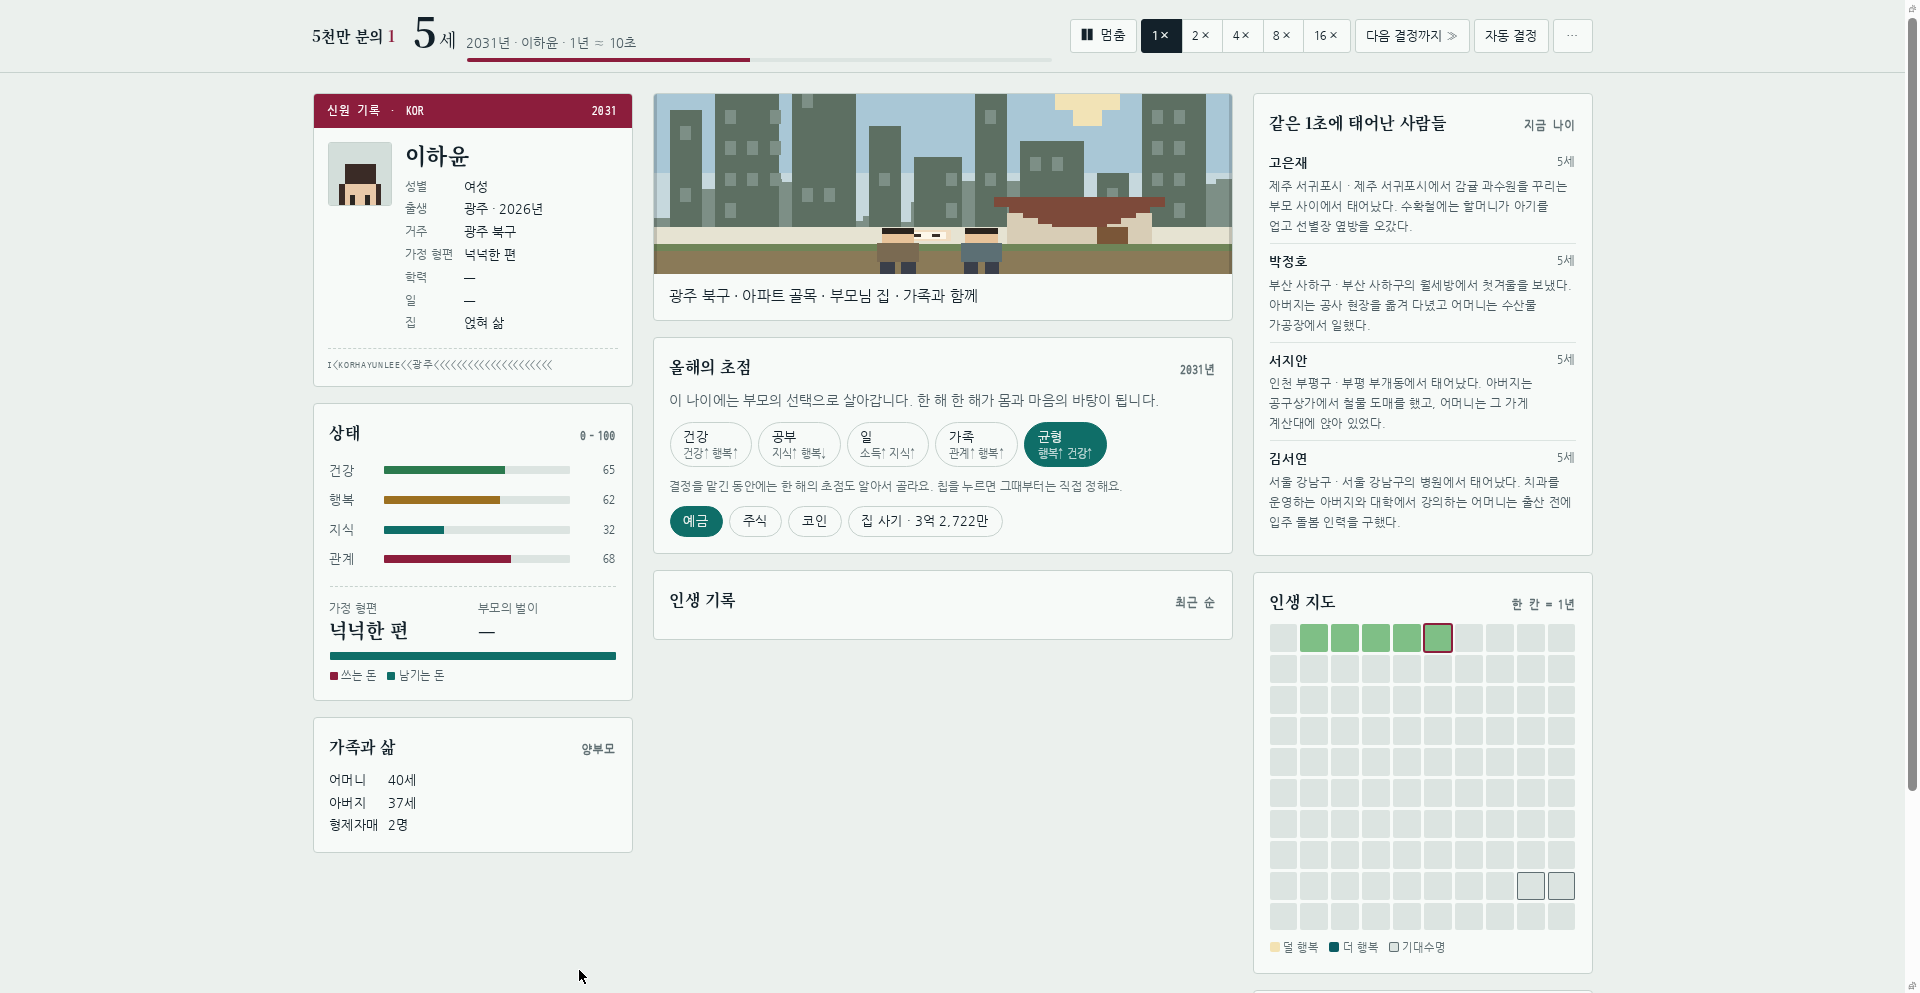 5천만 분의 1
5세
2031년 · 이하윤 · 1년 ≈ 10초
멈춤
1×
2×
4×
8×
16×
다음 결정까지 ≫
자동 결정
···
신원 기록 · KOR
2031
이하윤
성별 여성
출생 광주 · 2026년
거주 광주 북구
가정 형편 넉넉한 편
학력 —
일 —
집 얹혀 삶
I<KORHAYUNLEE<<광주<<<<<<<<<<<<<<<<<<<<<
상태
0–100
건강 65
행복 62
지식 32
관계 68
가정 형편
부모의 벌이
넉넉한 편
—
쓰는 돈
남기는 돈
가족과 삶
양부모
어머니 40세
아버지 37세
형제자매 2명
광주 북구 · 아파트 골목 · 부모님 집 · 가족과 함께
올해의 초점
2031년
이 나이에는 부모의 선택으로 살아갑니다. 한 해 한 해가 몸과 마음의 바탕이 됩니다.
건강
건강↑ 행복↑
공부
지식↑ 행복↓
일
소득↑ 지식↑
가족
관계↑ 행복↑
균형
행복↑ 건강↑
결정을 맡긴 동안에는 한 해의 초점도 알아서 골라요. 칩을 누르면 그때부터는 직접 정해요.
예금
주식
코인
집 사기 · 3억 2,722만
인생 기록
최근 순
같은 1초에 태어난 사람들
지금 나이
고은재
5세
제주 서귀포시 · 제주 서귀포시에서 감귤 과수원을 꾸리는
부모 사이에서 태어났다. 수확철에는 할머니가 아기를
업고 선별장 옆방을 오갔다.
박정호
5세
부산 사하구 · 부산 사하구의 월세방에서 첫겨울을 보냈다.
아버지는 공사 현장을 옮겨 다녔고 어머니는 수산물
가공장에서 일했다.
서지안
5세
인천 부평구 · 부평 부개동에서 태어났다. 아버지는
공구상가에서 철물 도매를 했고, 어머니는 그 가게
계산대에 앉아 있었다.
김서연
5세
서울 강남구 · 서울 강남구의 병원에서 태어났다. 치과를
운영하는 아버지와 대학에서 강의하는 어머니는 출산 전에
입주 돌봄 인력을 구했다.
인생 지도
한 칸 = 1년
덜 행복
더 행복
기대수명